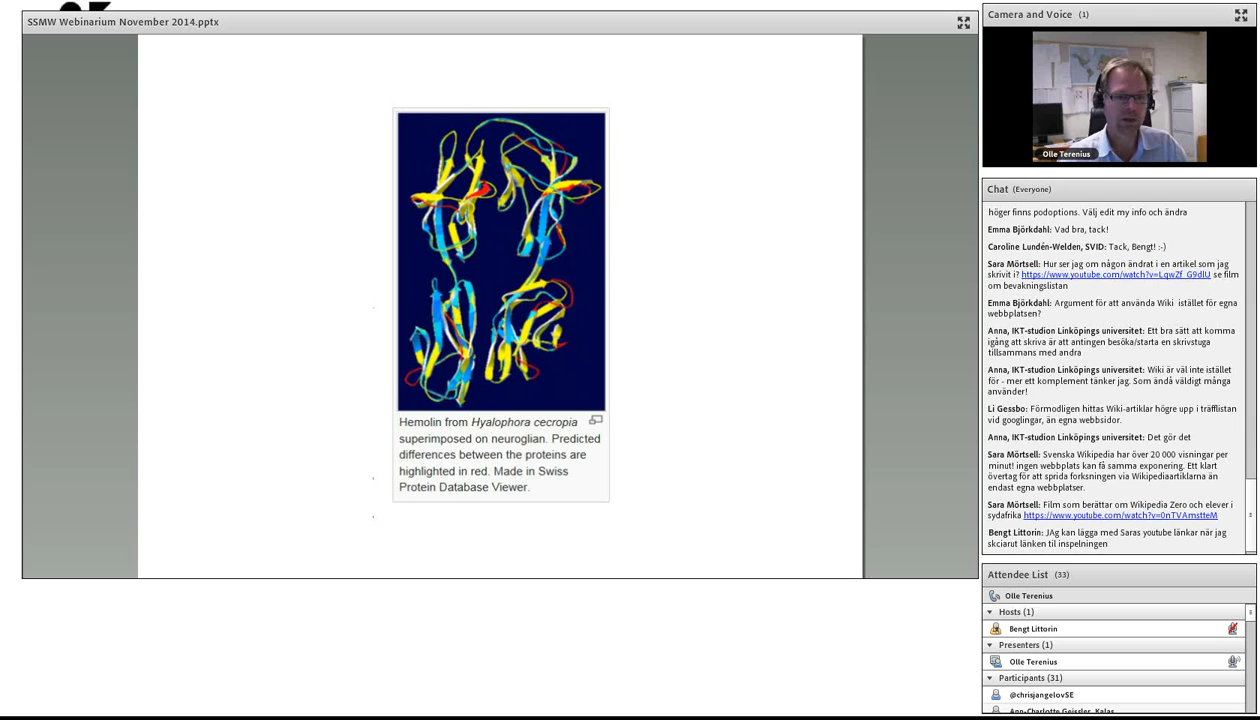 SSMW Webinarium November 2014.pptx
Hemolin from Hyalophora cecropia
superimposed on neuroglian. Predicted
differences between the proteins are
highlighted in red. Made in Swiss
Protein Database Viewer.
Camera and Voice (1)
Olle Terenius
Chat (Everyone)
höger finns podoptions. Välj edit my info och ändra
Emma Björkdahl: Vad bra, tack!
Caroline Lundén-Welden, SVID: Tack, Bengt! :-)
Sara Mörtsell: Hur ser jag om någon ändrat i en artikel som jag
skrivit i? https://www.youtube.com/watch?v=LqwZf_G9dlU se film
om bevakningslistan
Emma Björkdahl: Argument för att använda Wiki istället för egna
webbplatsen?
Anna, IKT-studion Linköpings universitet: Ett bra sätt att komma
igång att skriva är att antingen besöka/starta en skrivstuga
tillsammans med andra
Anna, IKT-studion Linköpings universitet: Wiki är väl inte istället
för - mer ett komplement tänker jag. Som ändå väldigt många
använder!
Li Gessbo: Förmodligen hittas Wiki-artiklar högre upp i träfflistan
vid googlingar, än egna webbsidor.
Anna, IKT-studion Linköpings universitet: Det gör det
Sara Mörtsell: Svenska Wikipedia har över 20 000 visningar per
minut! ingen webbplats kan få samma exponering. Ett klart
övertag för att sprida forksningen via Wikipediaartiklarna än
endast egna webbplatser.
Sara Mörtsell: Film som berättar om Wikipedia Zero och elever i
sydafrika https://www.youtube.com/watch?v=0nTVAmstteM
Bengt Littorin: JAg kan lägga med Saras youtube länkar när jag
skciarut länken til inspelningen
Attendee List (33)
Olle Terenius
Hosts (1)
Bengt Littorin
Presenters (1)
Olle Terenius
Participants (31)
@chrisjangelovSE
Ann-Charlotte Geissler, Kalas